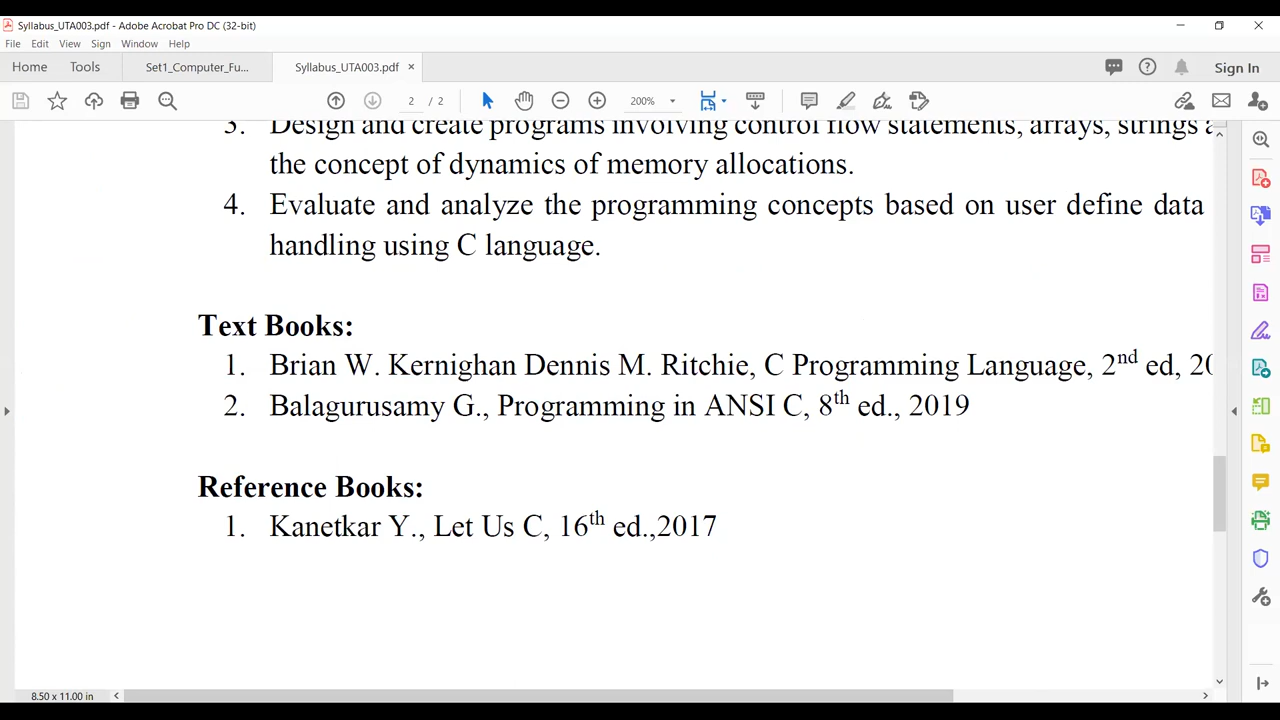 Syllabus_UTA003.pdf - Adobe Acrobat Pro DC (32-bit)
File Edit View Sign Window Help
Home Tools Set1_Computer_Fu... Syllabus_UTA003.pdf × Sign In
2 / 2 200%
3. Design and create programs involving control flow statements, arrays, strings
the concept of dynamics of memory allocations.
4. Evaluate and analyze the programming concepts based on user define data
handling using C language.
Text Books:
1. Brian W. Kernighan Dennis M. Ritchie, C Programming Language, 2nd ed, 20
2. Balagurusamy G., Programming in ANSI C, 8th ed., 2019
Reference Books:
1. Kanetkar Y., Let Us C, 16th ed.,2017
8.50 x 11.00 in